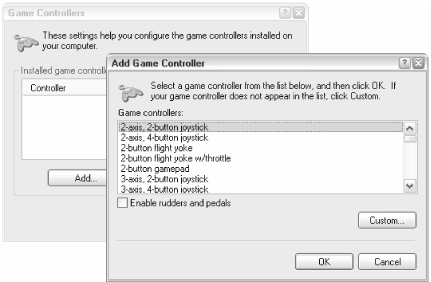 Game Controllers
These settings help you configure the game controllers installed on
your computer.
Installed game controll
Controller
Add...
Add Game Controller
Select a game controller from the list below, and then click OK. If
your game controller does not appear in the list, click Custom.
Game controllers:
2-axis, 2-button joystick
2-axis, 4-button joystick
2-button flight yoke
2-button flight yoke w/throttle
2-button gamepad
3-axis, 2-button joystick
3-axis, 4-button joystick
Enable rudders and pedals
Custom...
OK
Cancel